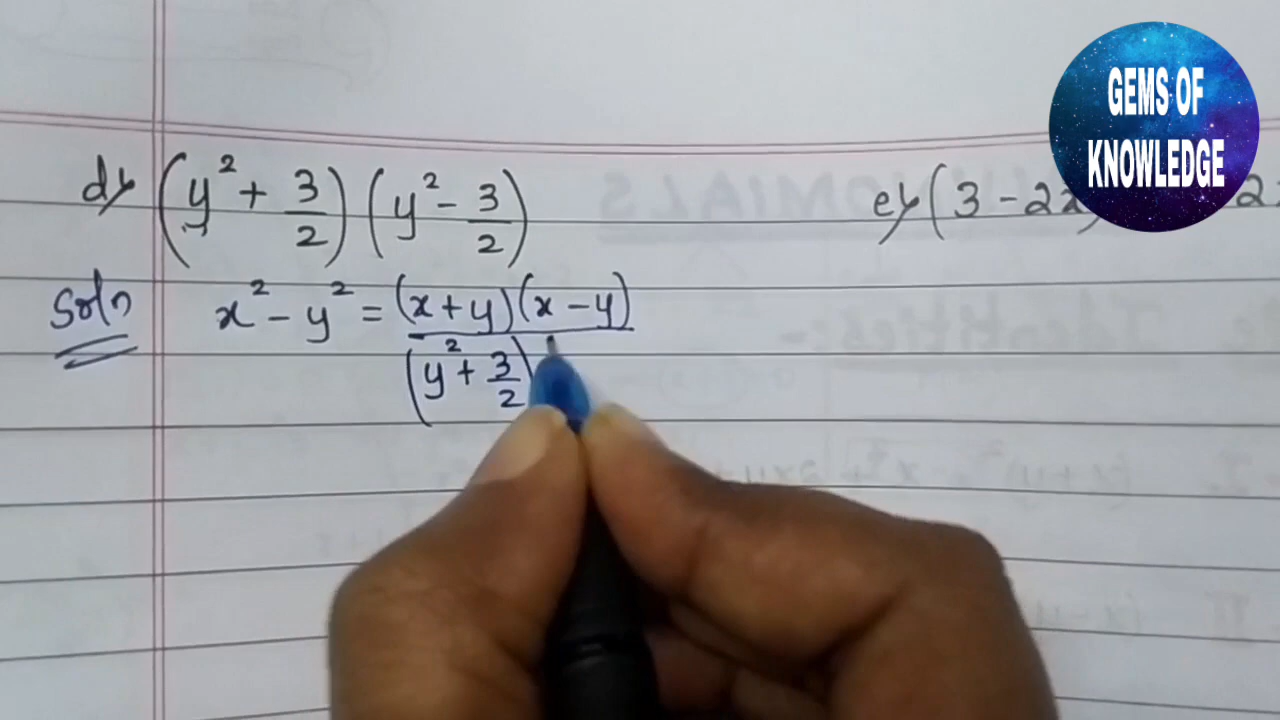 GEMS OF
KNOWLEDGE
d) (y² + 3/2) (y² - 3/2)
e) (3 - 2x
Soln x² - y² = (x + y)(x - y)
(y² + 3/2)